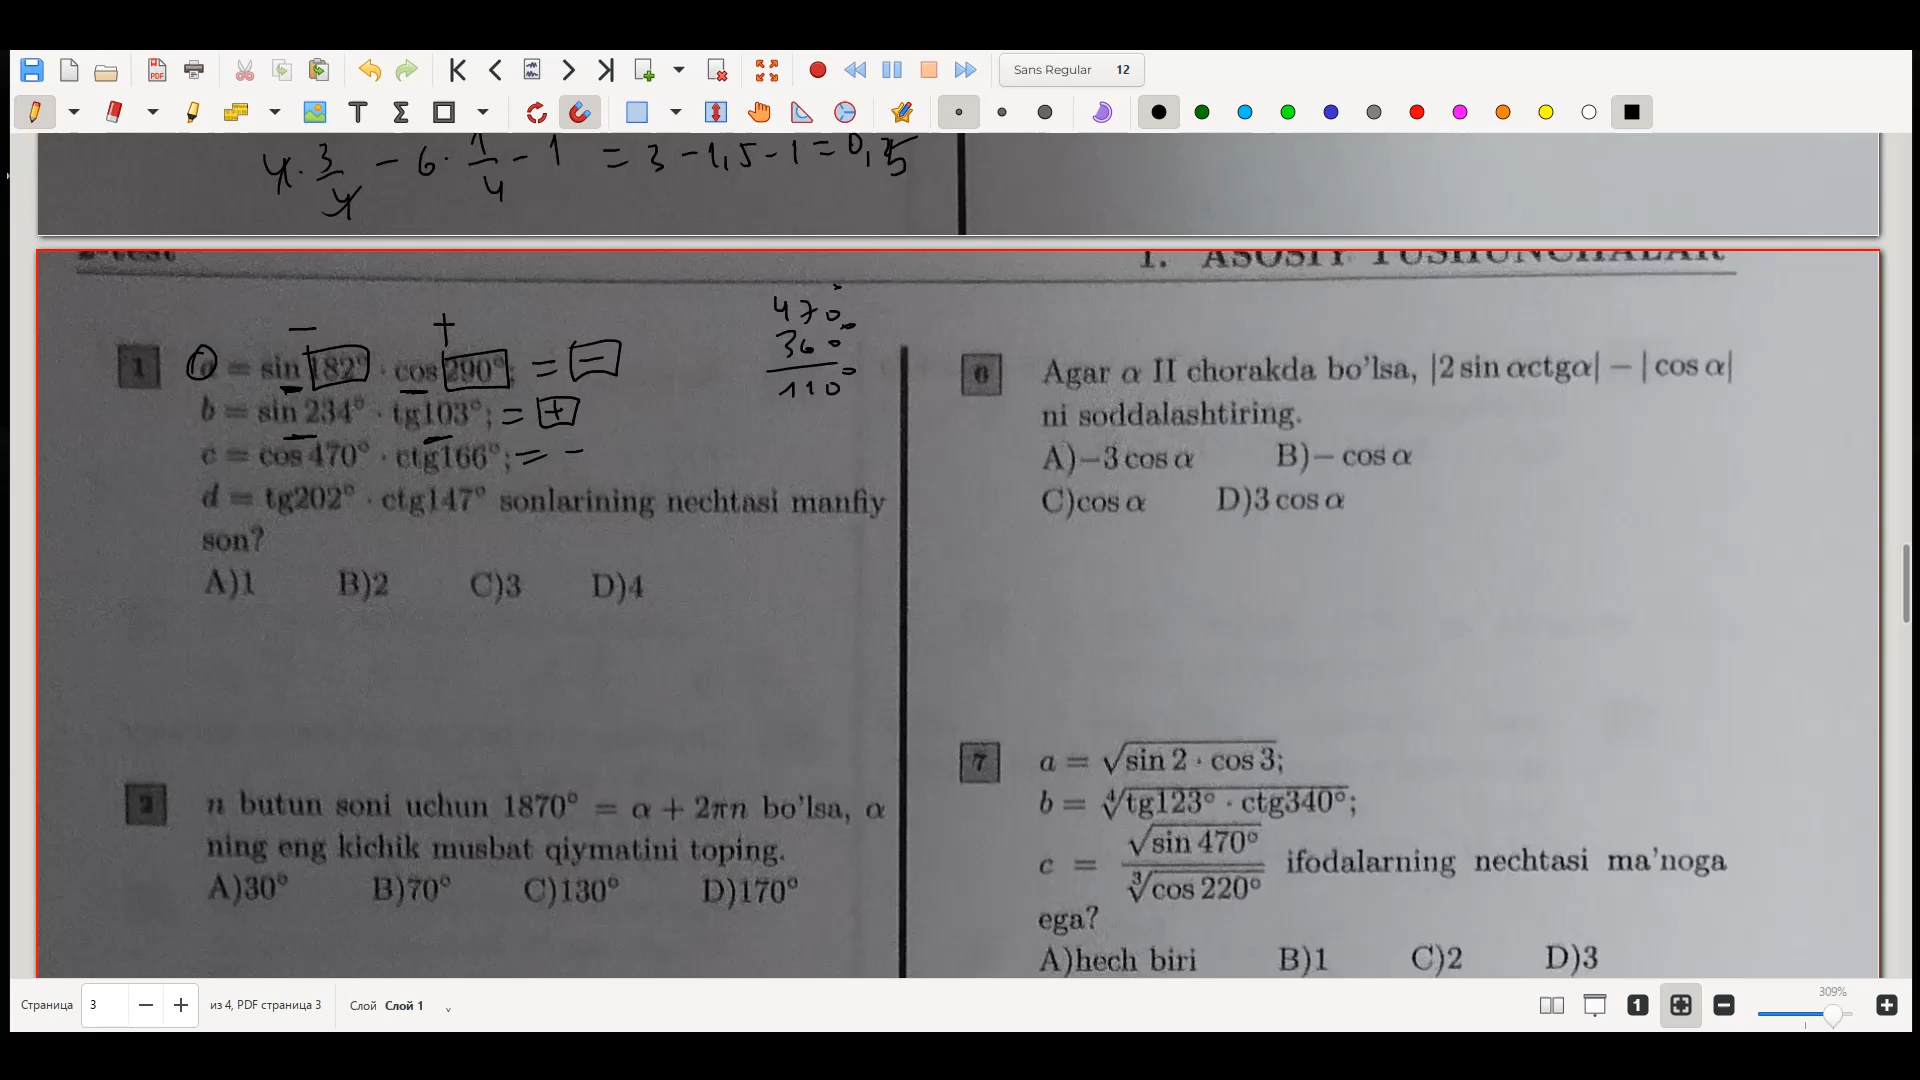 Sans Regular 12
4 · 3/4 − 6 · 1/4 − 1 = 3 − 1,5 − 1 = 0,5
2-test
1. ASOSIY TUSHUNCHALAR
− +
1 a = sin 182° · cos 290°; = −
b = sin 234° · tg103°; = +
c = cos 470° · ctg166°; = −
d = tg202° · ctg147° sonlarining nechtasi manfiy
son?
A)1 B)2 C)3 D)4
470°
360°
110°
2 n butun soni uchun 1870° = α + 2πn bo'lsa, α
ning eng kichik musbat qiymatini toping.
A)30° B)70° C)130° D)170°
6 Agar α II chorakda bo'lsa, |2 sin αctgα| − | cos α|
ni soddalashtiring.
A)−3 cos α B)− cos α
C)cos α D)3 cos α
7 a = √sin 2 · cos 3;
b = ∜tg123° · ctg340°;
c = √sin 470° / ∛cos 220° ifodalarning nechtasi ma'noga
ega?
A)hech biri B)1 C)2 D)3
Страница 3 из 4, PDF страница 3 Слой Слой 1 309%